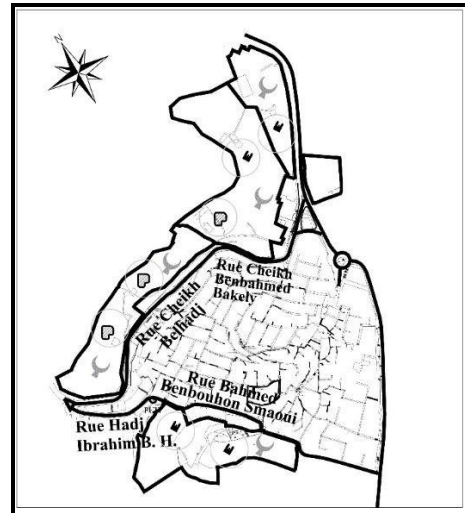 N
Rue Cheikh
Benbahmed
Bakely
Rue Cheikh
Belhadj
Rue Bahmed
Benbouhon Smaoui
Rue Hadj
Ibrahim B. H.